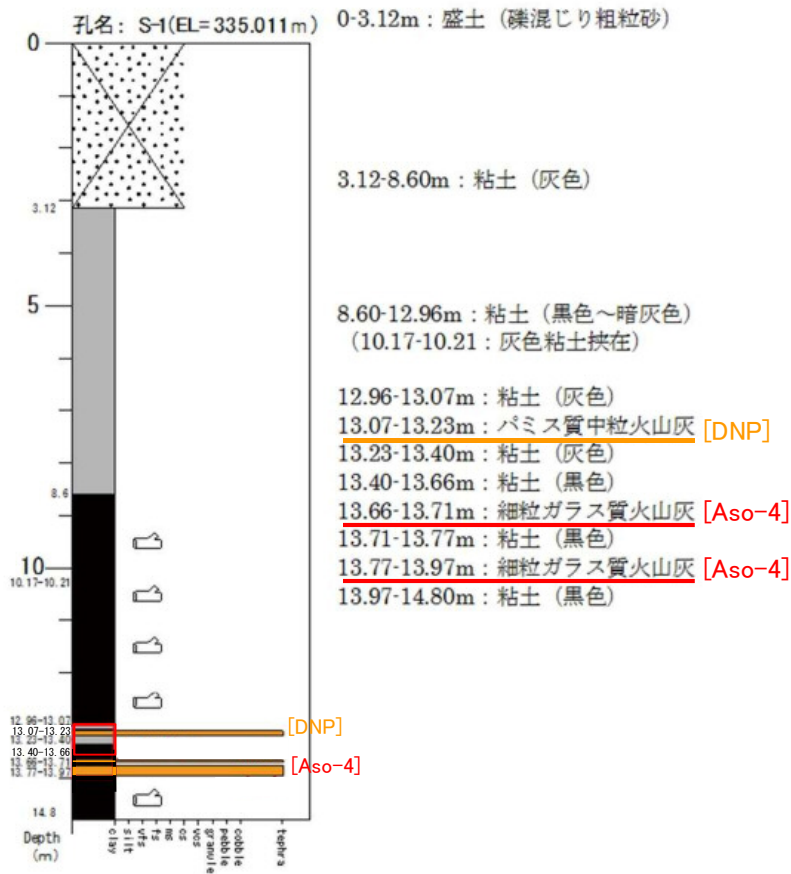 孔名: S-1(EL=335.011m)
0-3.12m:盛土(礫混じり粗粒砂)
3.12-8.60m:粘土(灰色)
8.60-12.96m:粘土(黒色～暗灰色)
(10.17-10.21:灰色粘土挟在)
12.96-13.07m:粘土(灰色)
13.07-13.23m:パミス質中粒火山灰 [DNP]
13.23-13.40m:粘土(灰色)
13.40-13.66m:粘土(黒色)
13.66-13.71m:細粒ガラス質火山灰 [Aso-4]
13.71-13.77m:粘土(黒色)
13.77-13.97m:細粒ガラス質火山灰 [Aso-4]
13.97-14.80m:粘土(黒色)
0
3.12
5
8.6
10
10.17-10.21
12.96-13.07
13.07-13.23
13.23-13.40
13.40-13.66
13.66-13.71
13.77-13.97
14.8
[DNP]
[Aso-4]
Depth
(m)
clay
silt
vfs
fs
ms
cs
vcs
granule
pebble
cobble
tephra